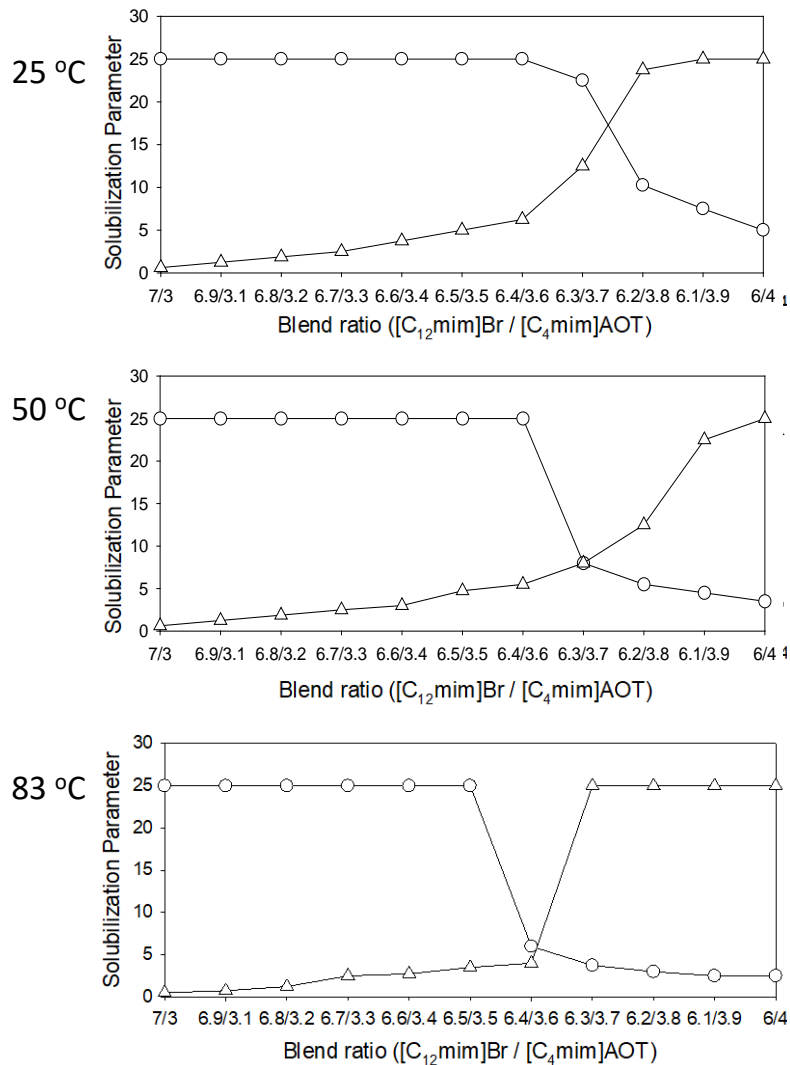 30
25
20
15
10
5
0
25 °C
Solubilization Parameter
7/3 6.9/3.1 6.8/3.2 6.7/3.3 6.6/3.4 6.5/3.5 6.4/3.6 6.3/3.7 6.2/3.8 6.1/3.9 6/4
Blend ratio ([C₁₂mim]Br / [C₄mim]AOT)
30
25
20
15
10
5
0
50 °C
Solubilization Parameter
7/3 6.9/3.1 6.8/3.2 6.7/3.3 6.6/3.4 6.5/3.5 6.4/3.6 6.3/3.7 6.2/3.8 6.1/3.9 6/4
Blend ratio ([C₁₂mim]Br / [C₄mim]AOT)
30
25
20
15
10
5
0
83 °C
Solubilization Parameter
7/3 6.9/3.1 6.8/3.2 6.7/3.3 6.6/3.4 6.5/3.5 6.4/3.6 6.3/3.7 6.2/3.8 6.1/3.9 6/4
Blend ratio ([C₁₂mim]Br / [C₄mim]AOT)